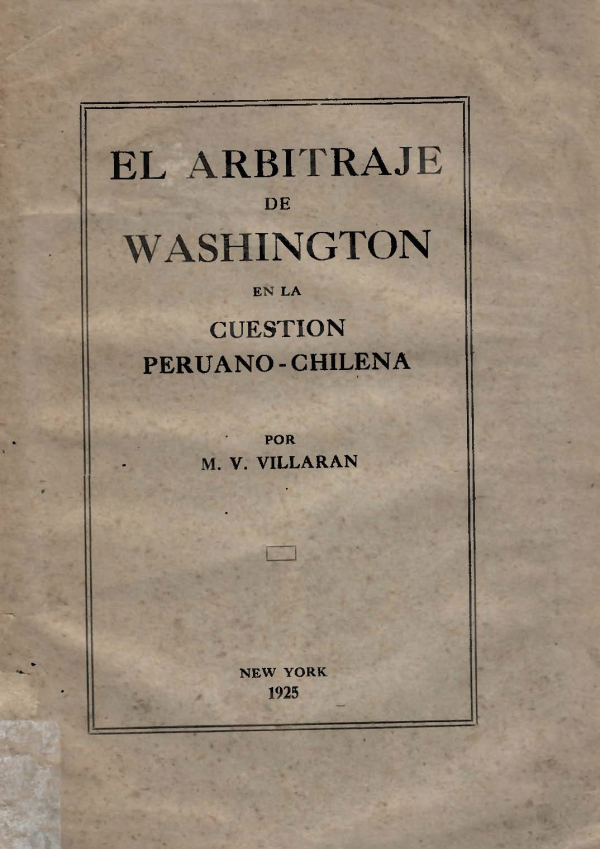 EL ARBITRAJE
DE
WASHINGTON
EN LA
CUESTION
PERUANO-CHILENA
POR
M. V. VILLARAN
NEW YORK
1925